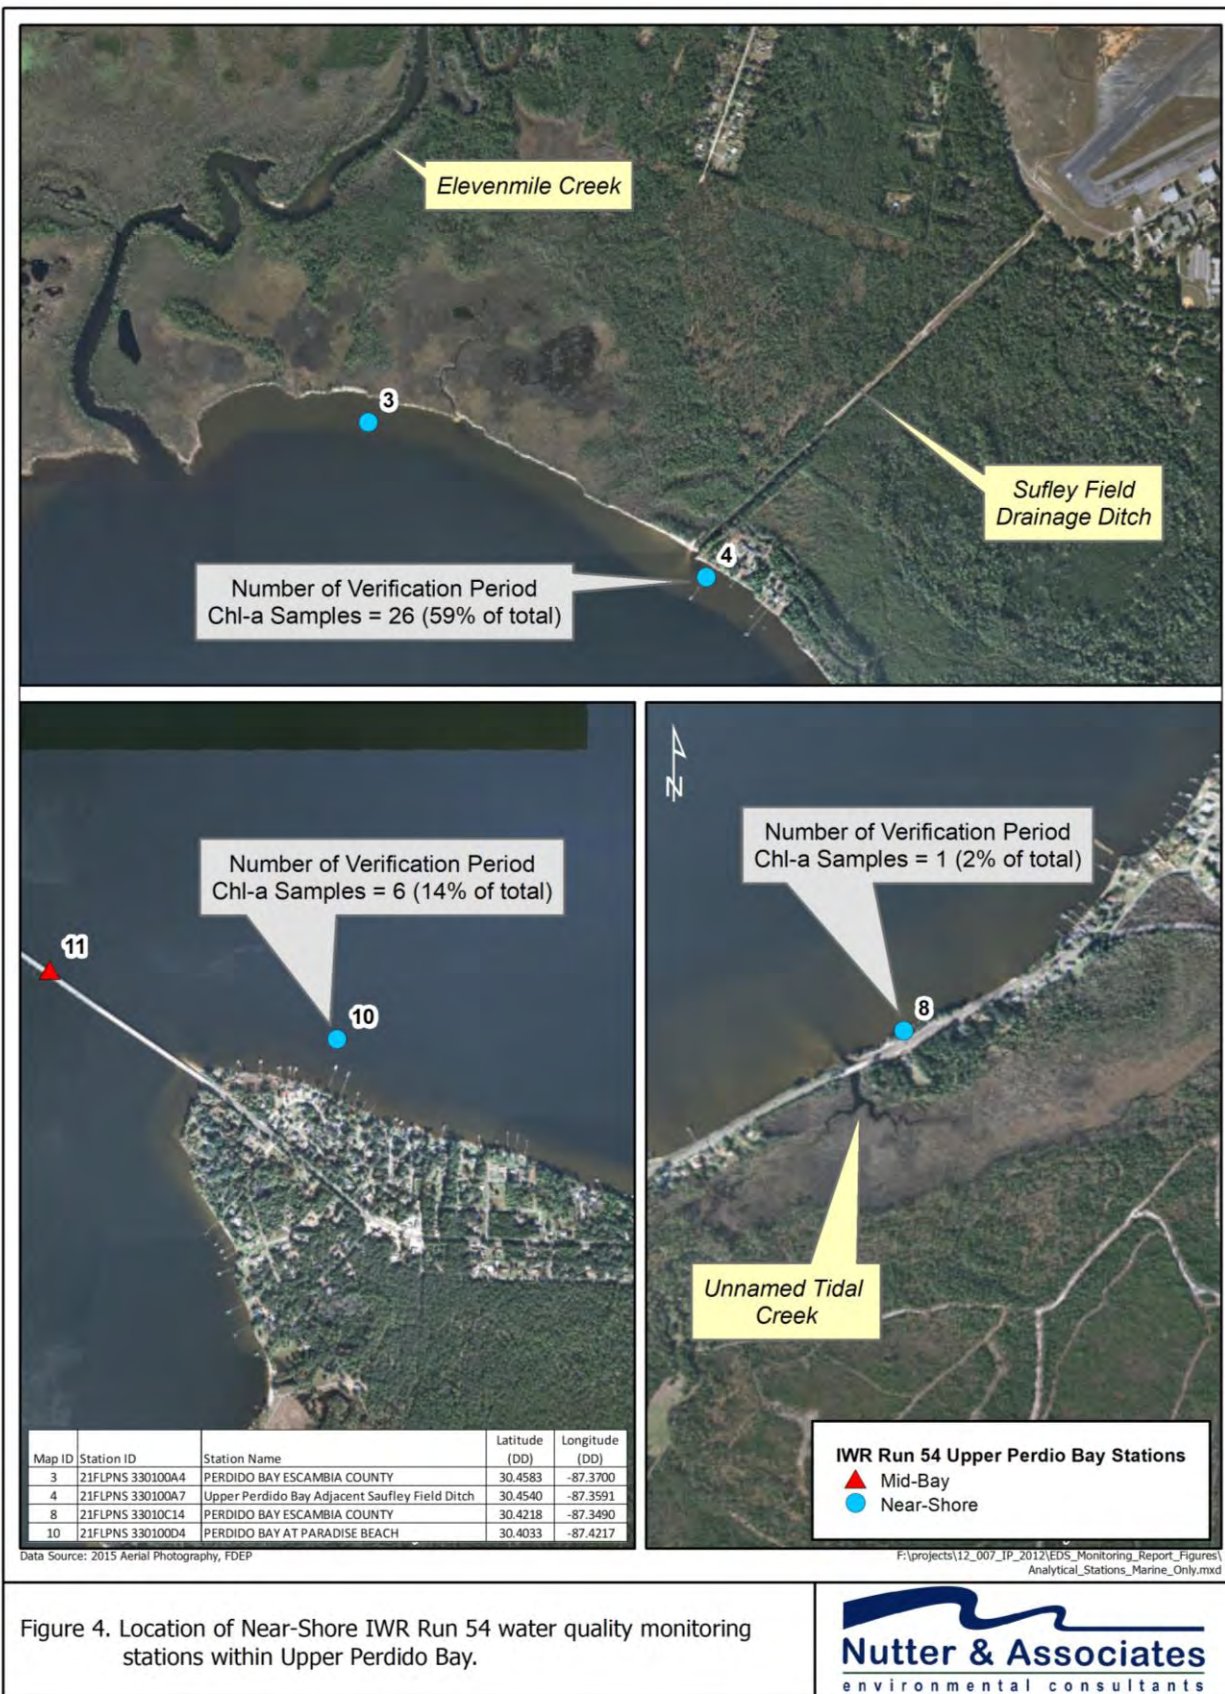 Elevenmile Creek
3
Sufley Field
Drainage Ditch
4
Number of Verification Period
Chl-a Samples = 26 (59% of total)
Number of Verification Period
Chl-a Samples = 6 (14% of total)
11
10
N
Number of Verification Period
Chl-a Samples = 1 (2% of total)
8
Unnamed Tidal
Creek
Map ID Station ID Station Name Latitude (DD) Longitude (DD)
3 21FLPNS 330100A4 PERDIDO BAY ESCAMBIA COUNTY 30.4583 -87.3700
4 21FLPNS 330100A7 Upper Perdido Bay Adjacent Saufley Field Ditch 30.4540 -87.3591
8 21FLPNS 33010C14 PERDIDO BAY ESCAMBIA COUNTY 30.4218 -87.3490
10 21FLPNS 330100D4 PERDIDO BAY AT PARADISE BEACH 30.4033 -87.4217
IWR Run 54 Upper Perdio Bay Stations
Mid-Bay
Near-Shore
Data Source: 2015 Aerial Photography, FDEP
F:\projects\12_007_IP_2012\EDS_Monitoring_Report_Figures\
Analytical_Stations_Marine_Only.mxd
Figure 4. Location of Near-Shore IWR Run 54 water quality monitoring
stations within Upper Perdido Bay.
Nutter & Associates
environmental consultants